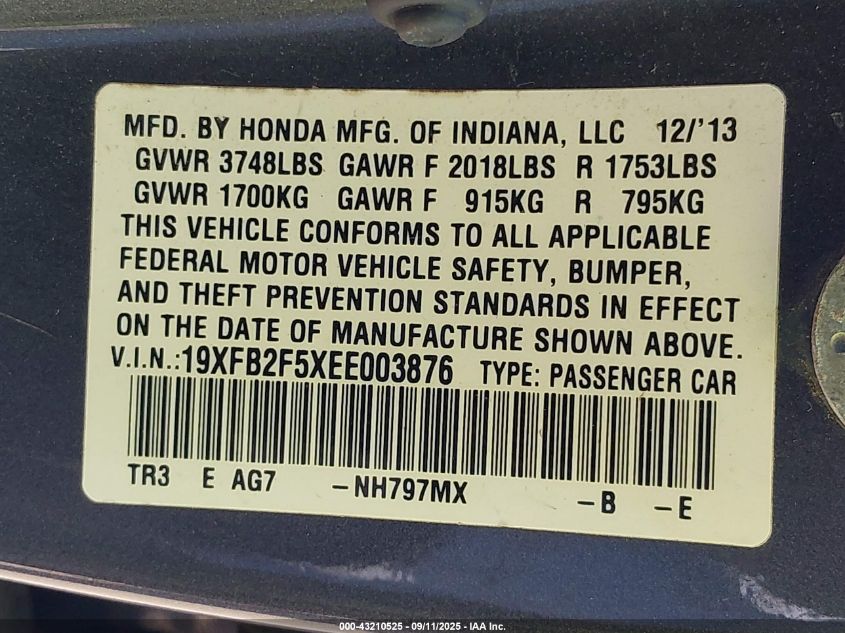 MFD. BY HONDA MFG. OF INDIANA, LLC 12/'13
GVWR 3748LBS GAWR F 2018LBS R 1753LBS
GVWR 1700KG GAWR F 915KG R 795KG
THIS VEHICLE CONFORMS TO ALL APPLICABLE
FEDERAL MOTOR VEHICLE SAFETY, BUMPER,
AND THEFT PREVENTION STANDARDS IN EFFECT
ON THE DATE OF MANUFACTURE SHOWN ABOVE.
V.I.N.:19XFB2F5XEE003876 TYPE: PASSENGER CAR
TR3 E AG7 –NH797MX –B –E
000-43210525 - 09/11/2025 - IAA Inc.